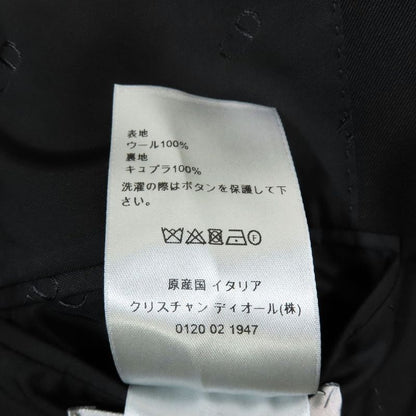 表地
ウール100%
裏地
キュプラ100%
洗濯の際はボタンを保護して下
さい。
F
原産国 イタリア
クリスチャン ディオール(株)
0120 02 1947